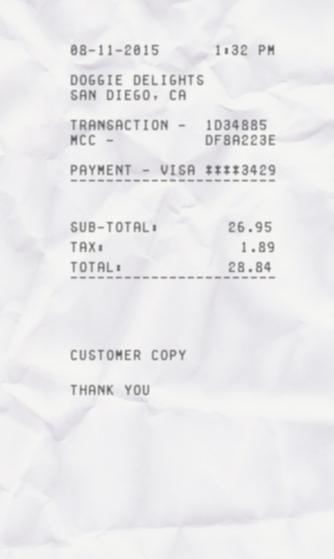 08-11-2015 1:32 PM
DOGGIE DELIGHTS
SAN DIEGO, CA
TRANSACTION - 1D34885
MCC - DF8A223E
PAYMENT - VISA ****3429
SUB-TOTAL: 26.95
TAX: 1.89
TOTAL: 28.84
CUSTOMER COPY
THANK YOU